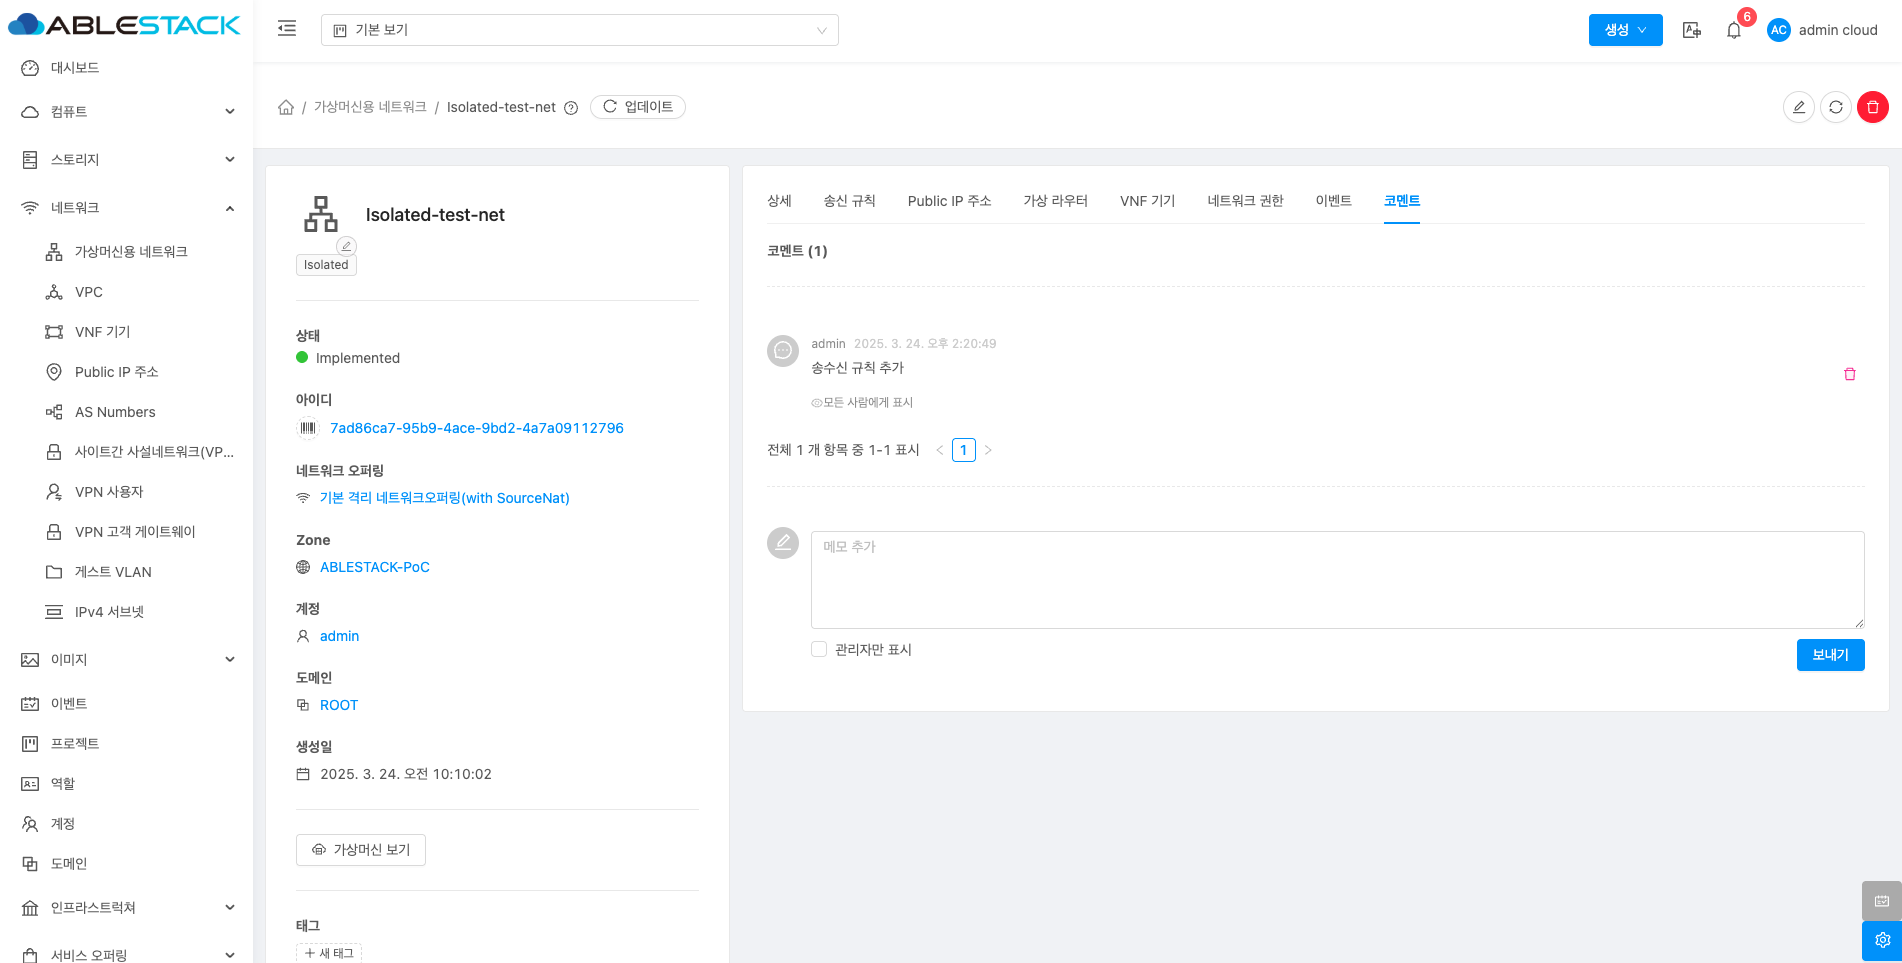 ABLESTACK
기본 보기
생성
6
AC
admin cloud
대시보드
컴퓨트
스토리지
네트워크
가상머신용 네트워크
VPC
VNF 기기
Public IP 주소
AS Numbers
사이트간 사설네트워크(VP...
VPN 사용자
VPN 고객 게이트웨이
게스트 VLAN
IPv4 서브넷
이미지
이벤트
프로젝트
역할
계정
도메인
인프라스트럭쳐
서비스 오퍼링
/ 가상머신용 네트워크 / Isolated-test-net
업데이트
Isolated-test-net
Isolated
상태
Implemented
아이디
7ad86ca7-95b9-4ace-9bd2-4a7a09112796
네트워크 오퍼링
기본 격리 네트워크오퍼링(with SourceNat)
Zone
ABLESTACK-PoC
계정
admin
도메인
ROOT
생성일
2025. 3. 24. 오전 10:10:02
가상머신 보기
태그
+ 새 태그
상세 송신 규칙 Public IP 주소 가상 라우터 VNF 기기 네트워크 권한 이벤트 코멘트
코멘트 (1)
admin 2025. 3. 24. 오후 2:20:49
송수신 규칙 추가
모든 사람에게 표시
전체 1 개 항목 중 1-1 표시 < 1 >
메모 추가
관리자만 표시
보내기